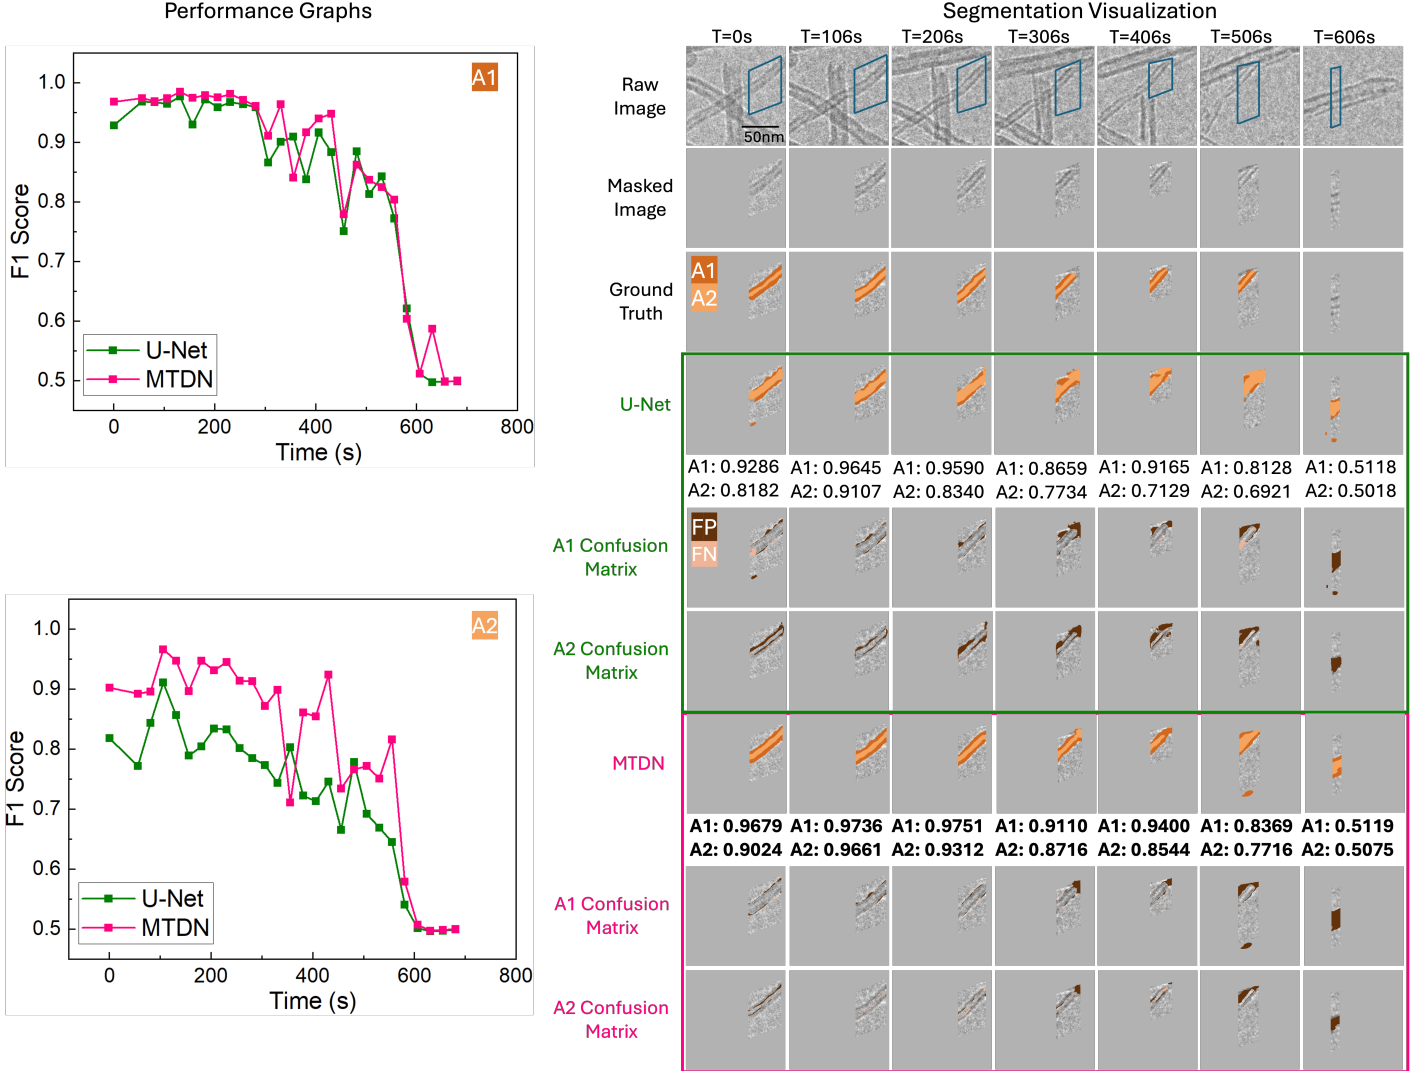 Performance Graphs
A1
1.0
0.9
0.8
0.7
0.6
0.5
F1 Score
U-Net
MTDN
0
200
400
600
800
Time (s)
A2
1.0
0.9
0.8
0.7
0.6
0.5
F1 Score
U-Net
MTDN
0
200
400
600
800
Time (s)
Segmentation Visualization
T=0s T=106s T=206s T=306s T=406s T=506s T=606s
Raw
Image
50nm
Masked
Image
Ground
Truth
A1
A2
U-Net
A1: 0.9286 A1: 0.9645 A1: 0.9590 A1: 0.8659 A1: 0.9165 A1: 0.8128 A1: 0.5118
A2: 0.8182 A2: 0.9107 A2: 0.8340 A2: 0.7734 A2: 0.7129 A2: 0.6921 A2: 0.5018
A1 Confusion
Matrix
FP
FN
A2 Confusion
Matrix
MTDN
A1: 0.9679 A1: 0.9736 A1: 0.9751 A1: 0.9110 A1: 0.9400 A1: 0.8369 A1: 0.5119
A2: 0.9024 A2: 0.9661 A2: 0.9312 A2: 0.8716 A2: 0.8544 A2: 0.7716 A2: 0.5075
A1 Confusion
Matrix
A2 Confusion
Matrix